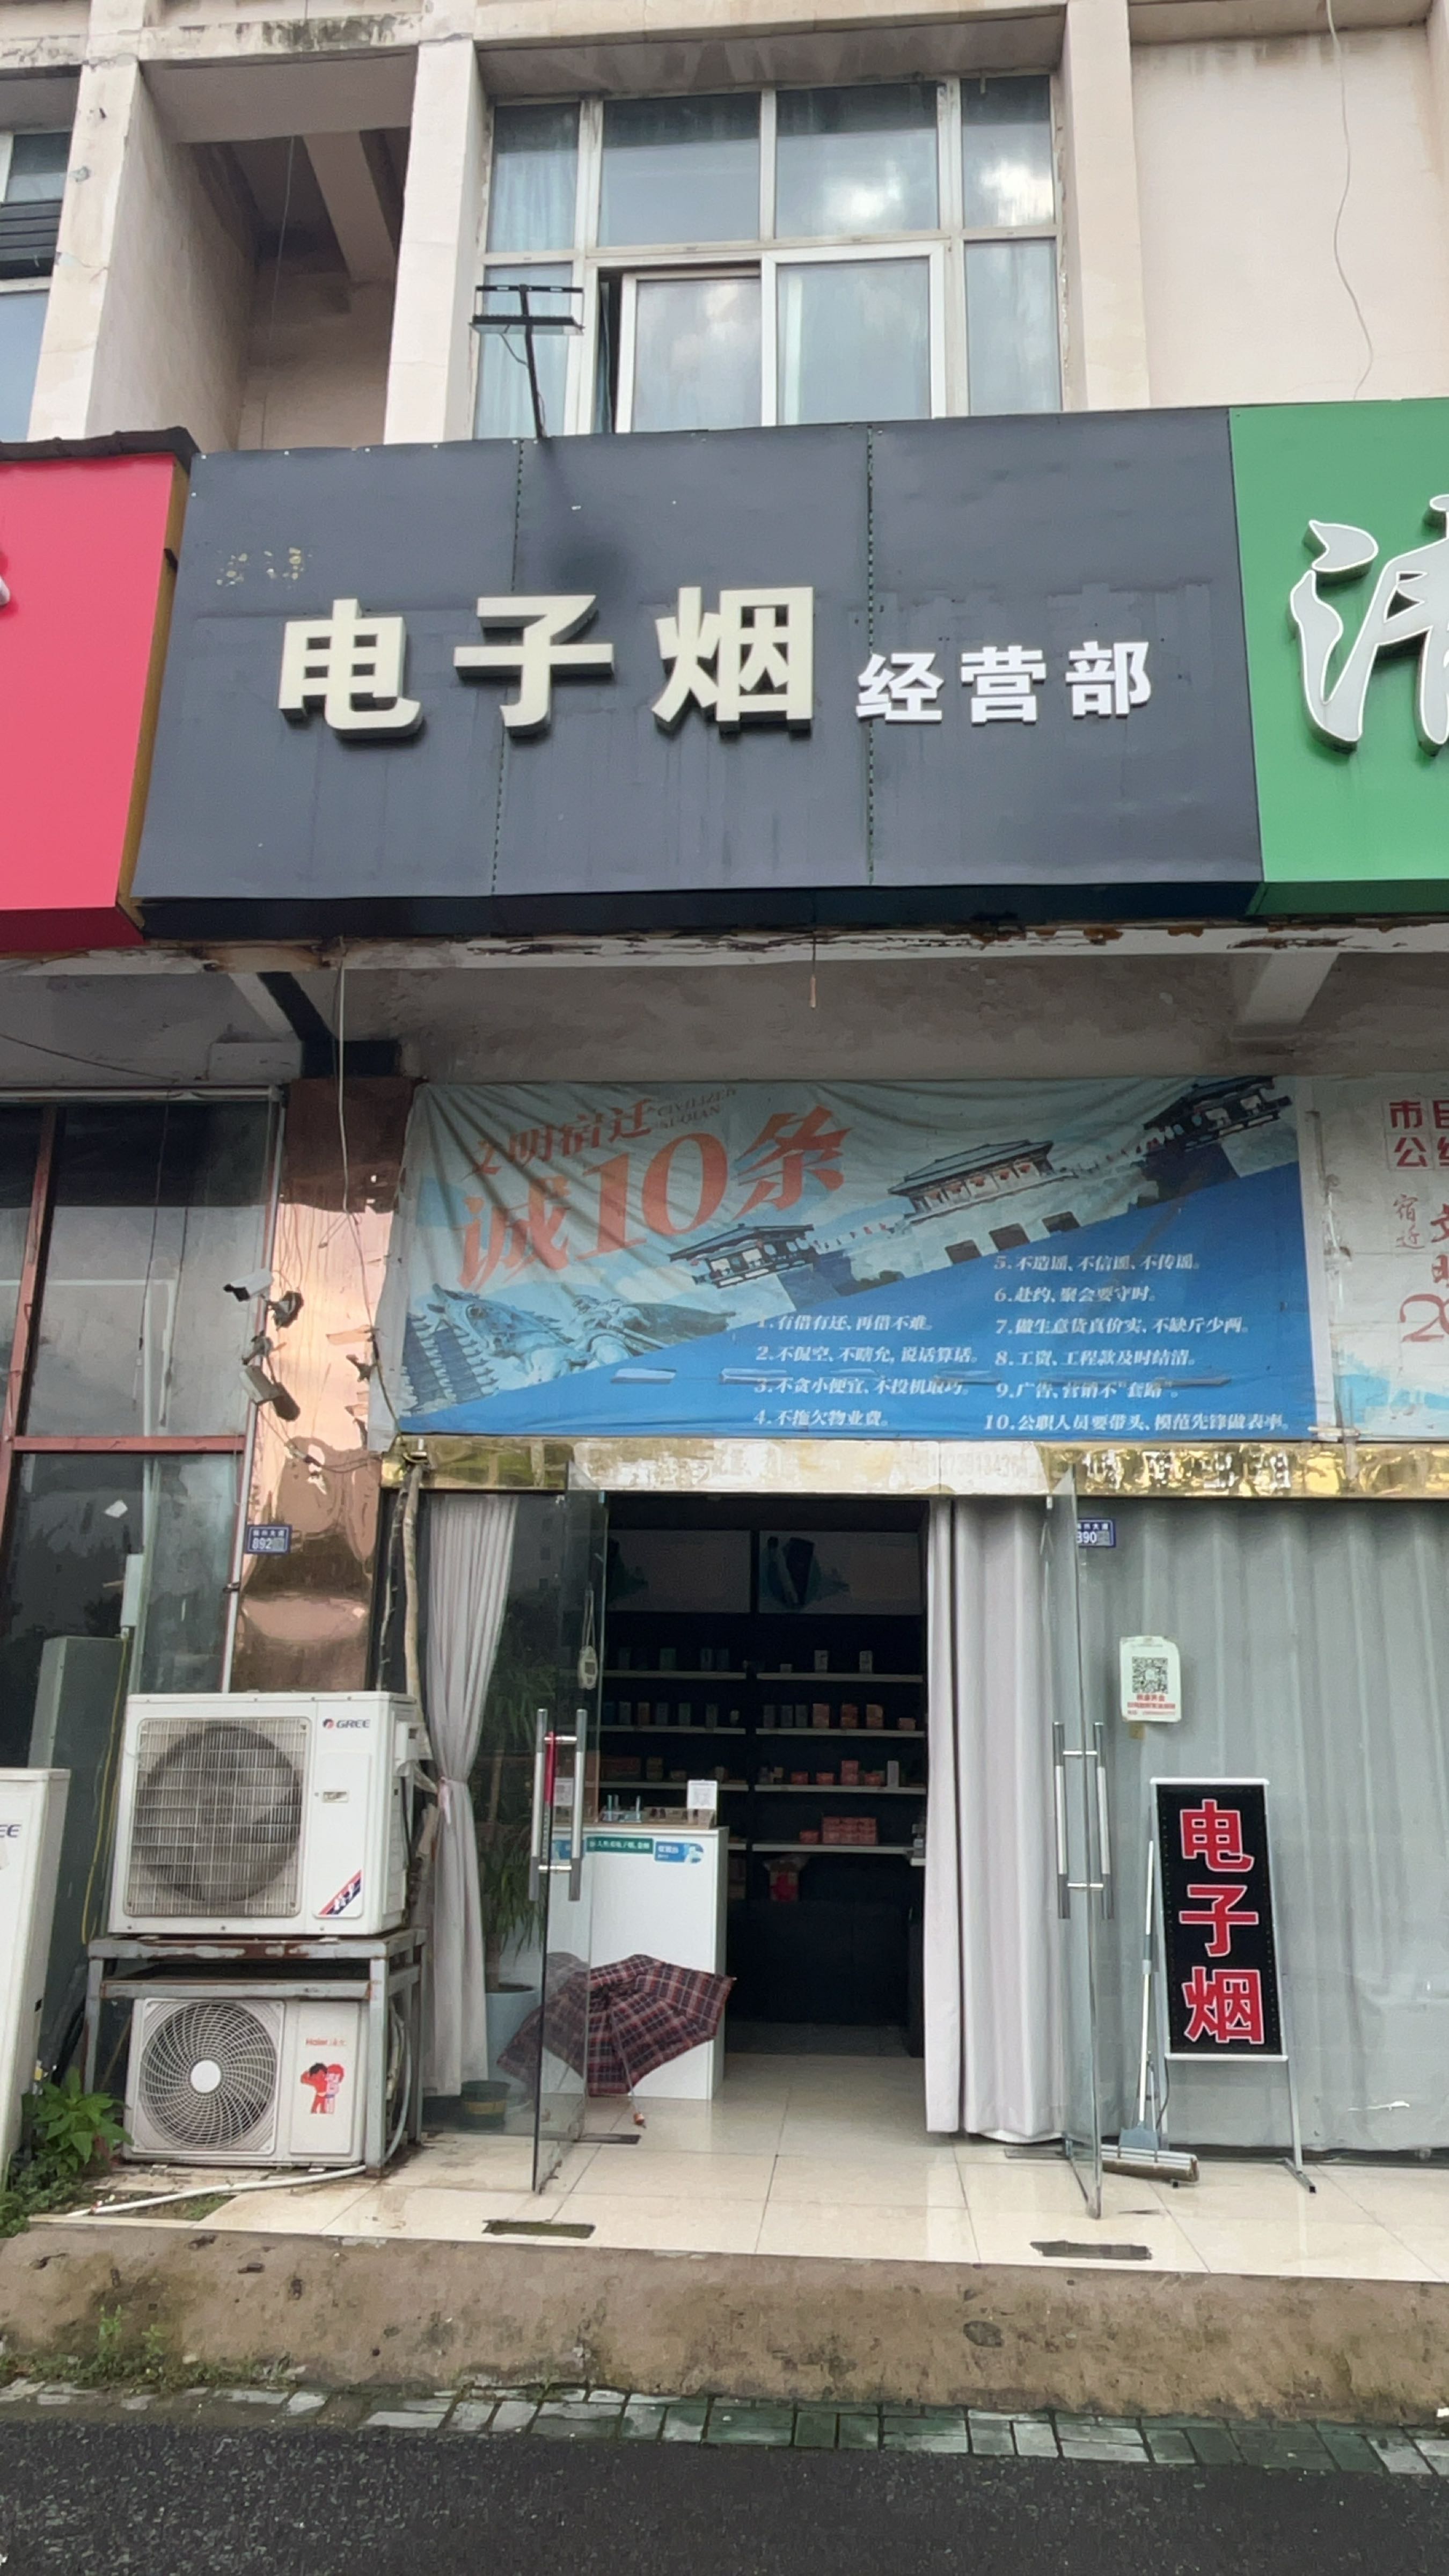 电子烟 经营部
文明宿迁
CIVILIZED
SUQIAN
诚10条
1.有借有还、再借不难。
2.不侃空、不瞎允,说话算话。
3.不贪小便宜、不投机取巧。
4.不拖欠物业费。
5.不造谣、不信谣、不传谣。
6.赴约、聚会要守时。
7.做生意货真价实、不缺斤少两。
8.工资、工程款及时结清。
9.广告、营销不"套路"。
10.公职人员要带头、模范先锋做表率。
宿迁
892
890
GREE
Haier
电子烟